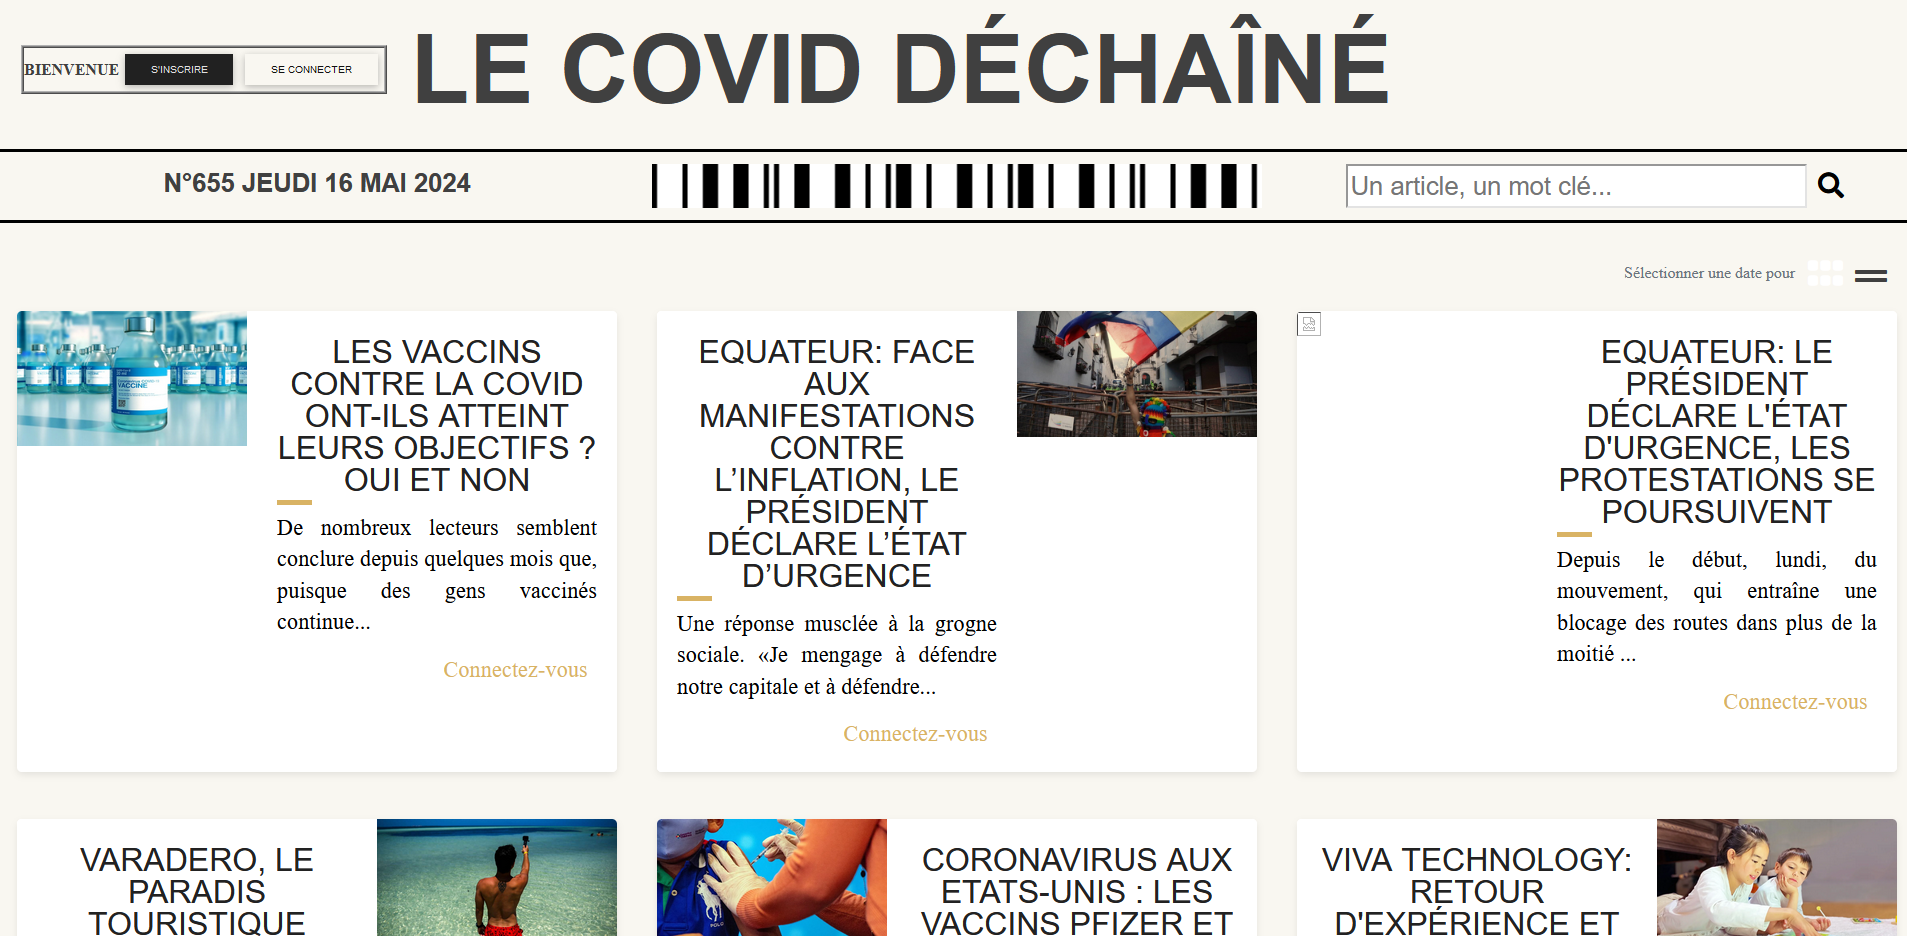 BIENVENUE
S'INSCRIRE
SE CONNECTER
LE COVID DÉCHAÎNÉ
N°655 JEUDI 16 MAI 2024
Un article, un mot clé...
Sélectionner une date pour
VACCINE
LES VACCINS
CONTRE LA COVID
ONT-ILS ATTEINT
LEURS OBJECTIFS ?
OUI ET NON
De nombreux lecteurs semblent
conclure depuis quelques mois que,
puisque des gens vaccinés
continue...
Connectez-vous
EQUATEUR: FACE
AUX
MANIFESTATIONS
CONTRE
L’INFLATION, LE
PRÉSIDENT
DÉCLARE L’ÉTAT
D’URGENCE
Une réponse musclée à la grogne
sociale. «Je mengage à défendre
notre capitale et à défendre...
Connectez-vous
EQUATEUR: LE
PRÉSIDENT
DÉCLARE L'ÉTAT
D'URGENCE, LES
PROTESTATIONS SE
POURSUIVENT
Depuis le début, lundi, du
mouvement, qui entraîne une
blocage des routes dans plus de la
moitié ...
Connectez-vous
VARADERO, LE
PARADIS
TOURISTIQUE
POLO
CORONAVIRUS AUX
ETATS-UNIS : LES
VACCINS PFIZER ET
VIVA TECHNOLOGY:
RETOUR
D'EXPÉRIENCE ET